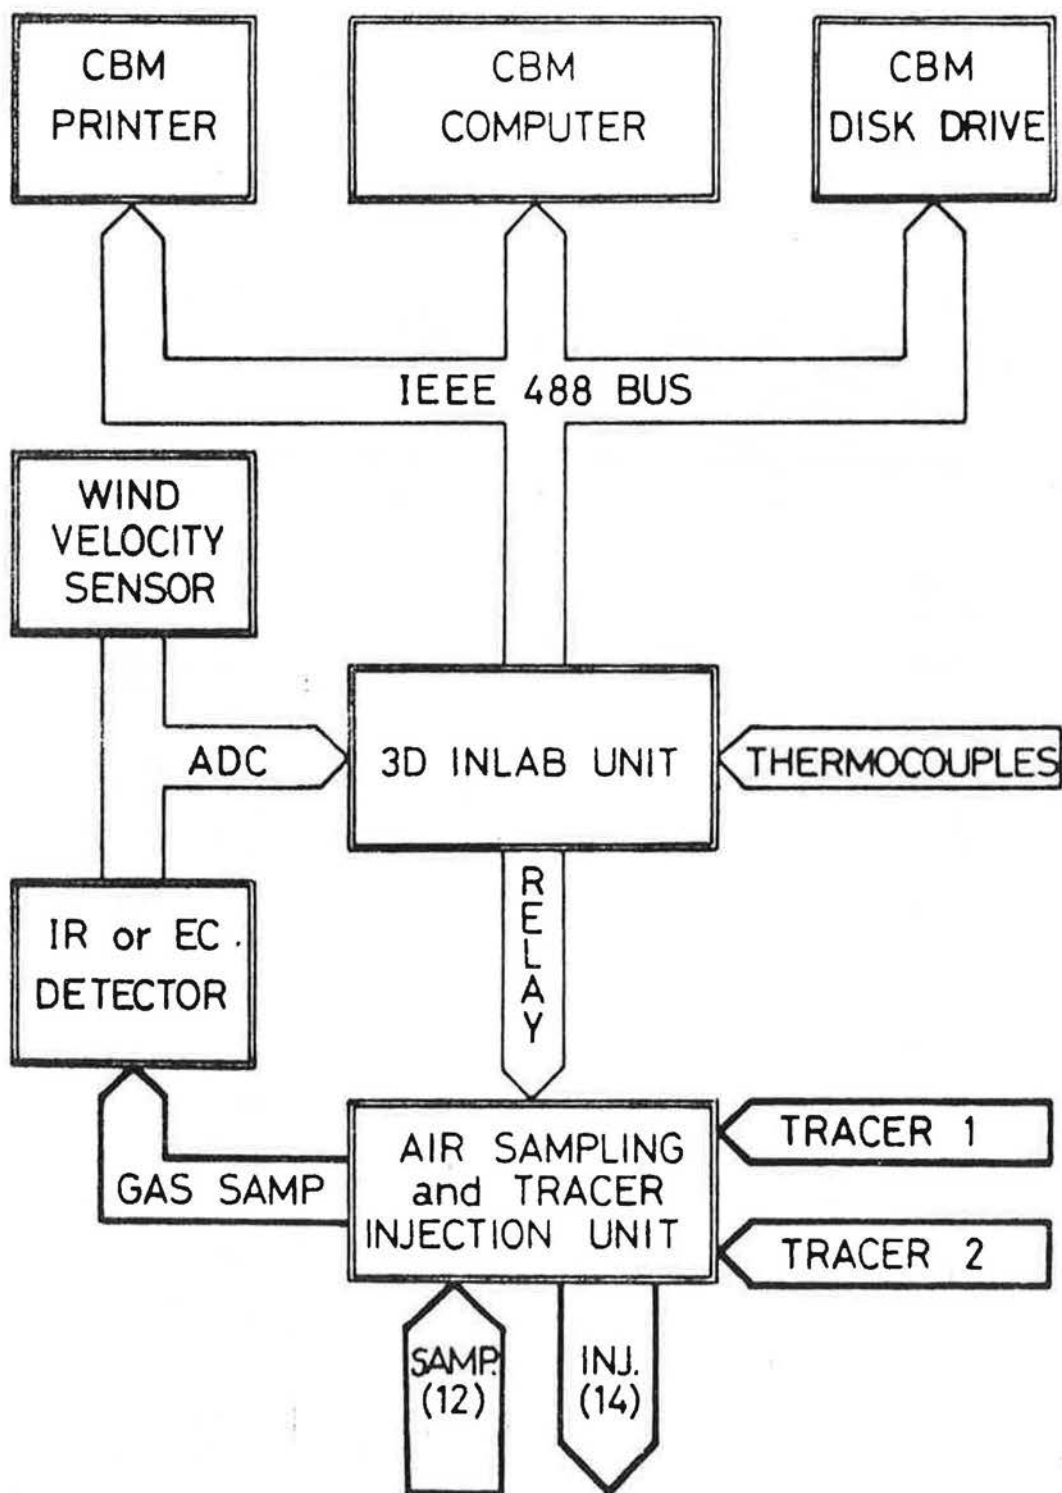 CBM
PRINTER
CBM
COMPUTER
CBM
DISK DRIVE
IEEE 488 BUS
WIND
VELOCITY
SENSOR
ADC
3D INLAB UNIT
THERMOCOUPLES
RELAY
IR or EC.
DETECTOR
GAS SAMP
AIR SAMPLING
and TRACER
INJECTION UNIT
TRACER 1
TRACER 2
SAMP.
(12)
INJ.
(14)